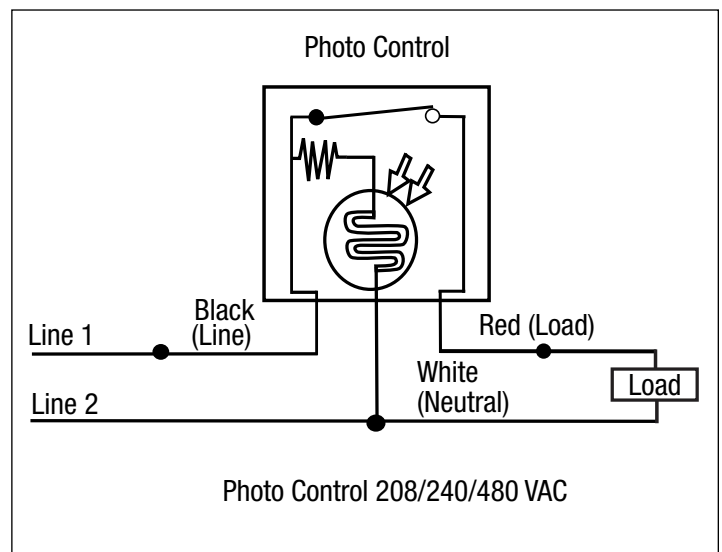 Photo Control
Black
(Line)
Line 1
Red (Load)
White
(Neutral)
Load
Line 2
Photo Control 208/240/480 VAC